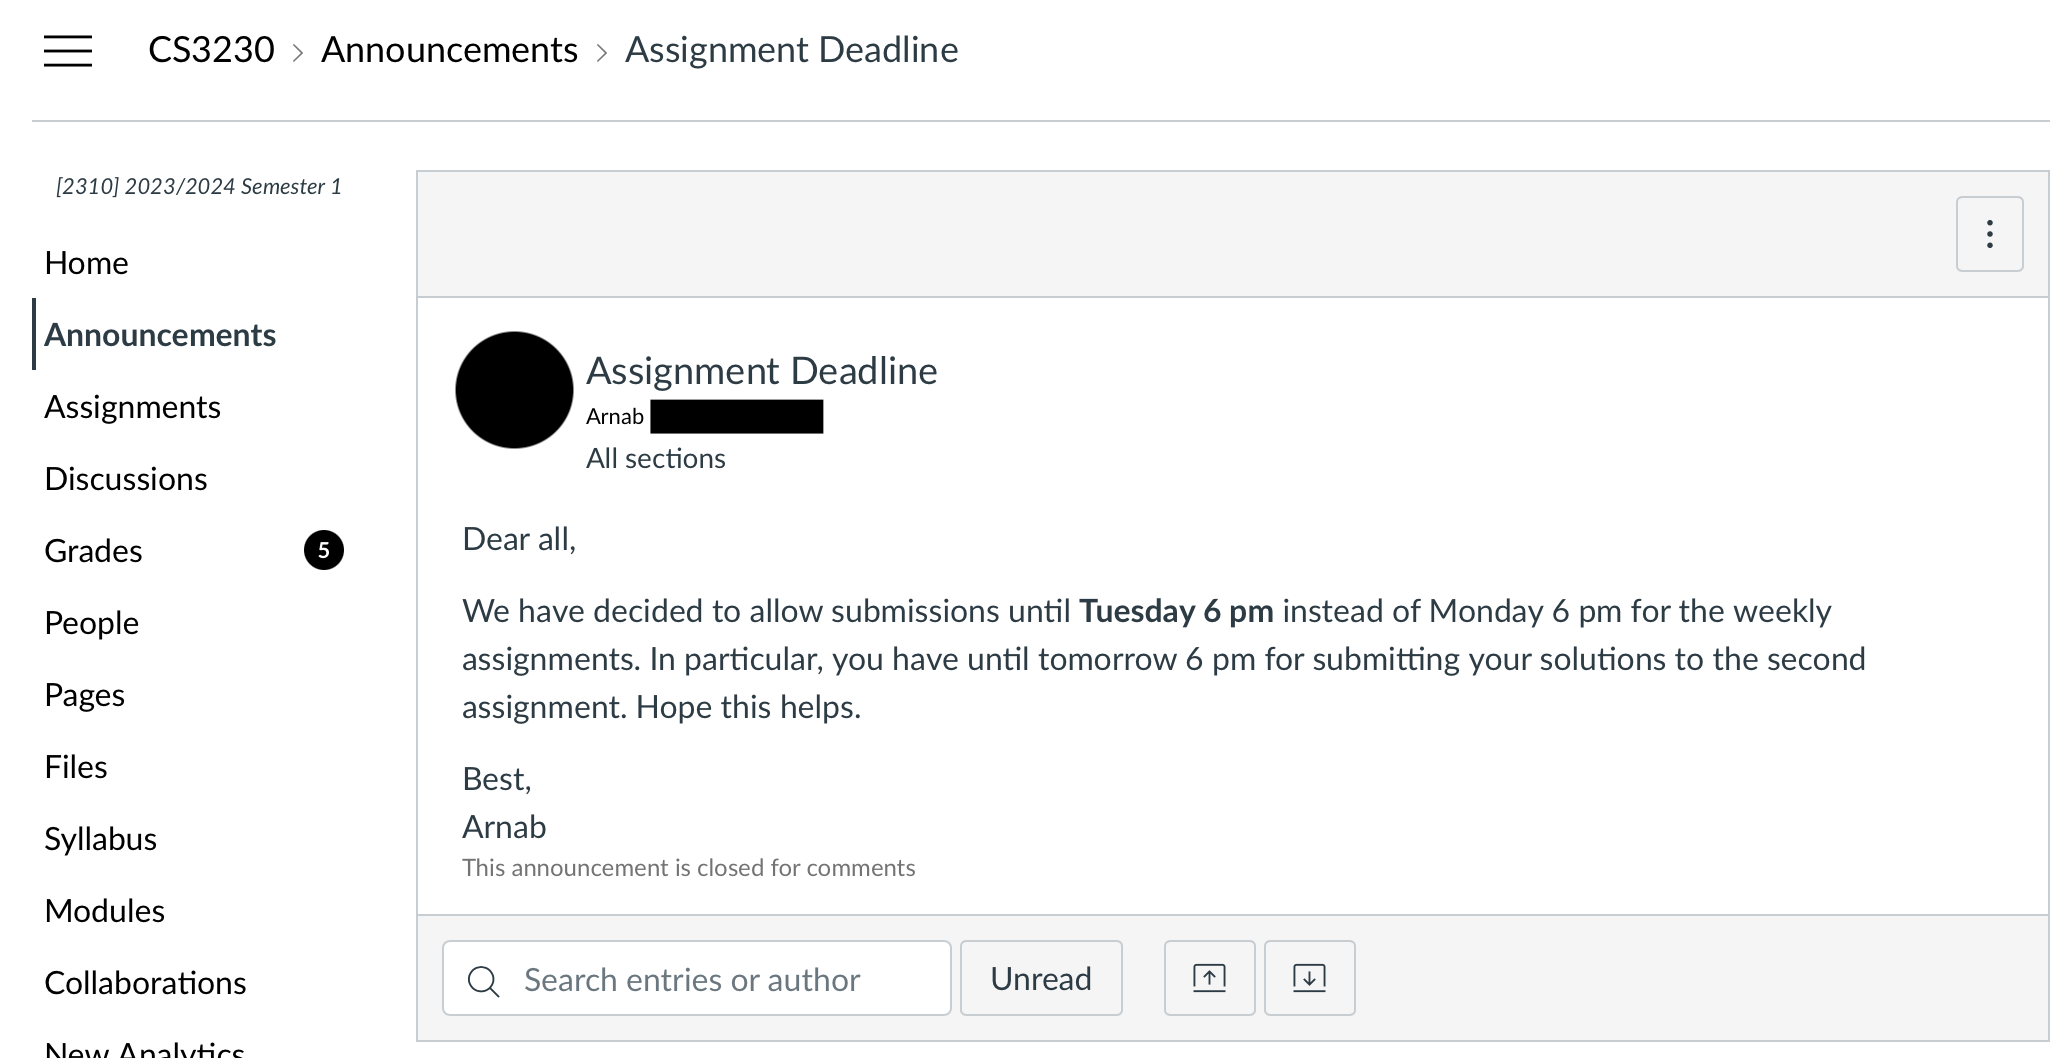 CS3230 > Announcements > Assignment Deadline
[2310] 2023/2024 Semester 1
Home
Announcements
Assignments
Discussions
Grades 5
People
Pages
Files
Syllabus
Modules
Collaborations
New Analytics
Assignment Deadline
Arnab
All sections
Dear all,
We have decided to allow submissions until Tuesday 6 pm instead of Monday 6 pm for the weekly
assignments. In particular, you have until tomorrow 6 pm for submitting your solutions to the second
assignment. Hope this helps.
Best,
Arnab
This announcement is closed for comments
Search entries or author
Unread